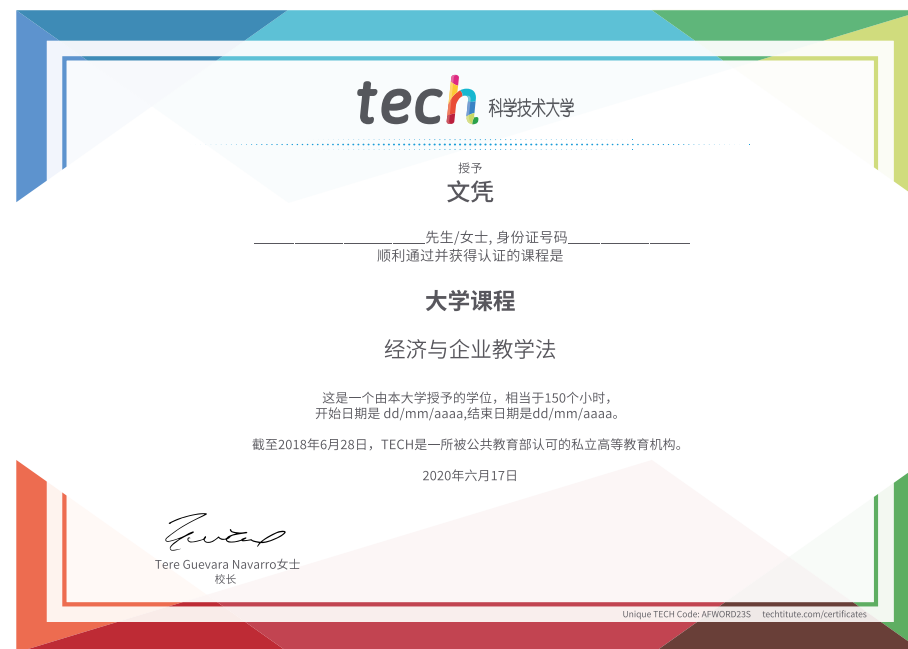 tech 科学技术大学
授予
文凭
____________________先生/女士, 身份证号码______________
顺利通过并获得认证的课程是
大学课程
经济与企业教学法
这是一个由本大学授予的学位，相当于150个小时，
开始日期是 dd/mm/aaaa,结束日期是dd/mm/aaaa。
截至2018年6月28日，TECH是一所被公共教育部认可的私立高等教育机构。
2020年六月17日
Tere Guevara Navarro女士
校长
Unique TECH Code: AFWORD23S techtitute.com/certificates